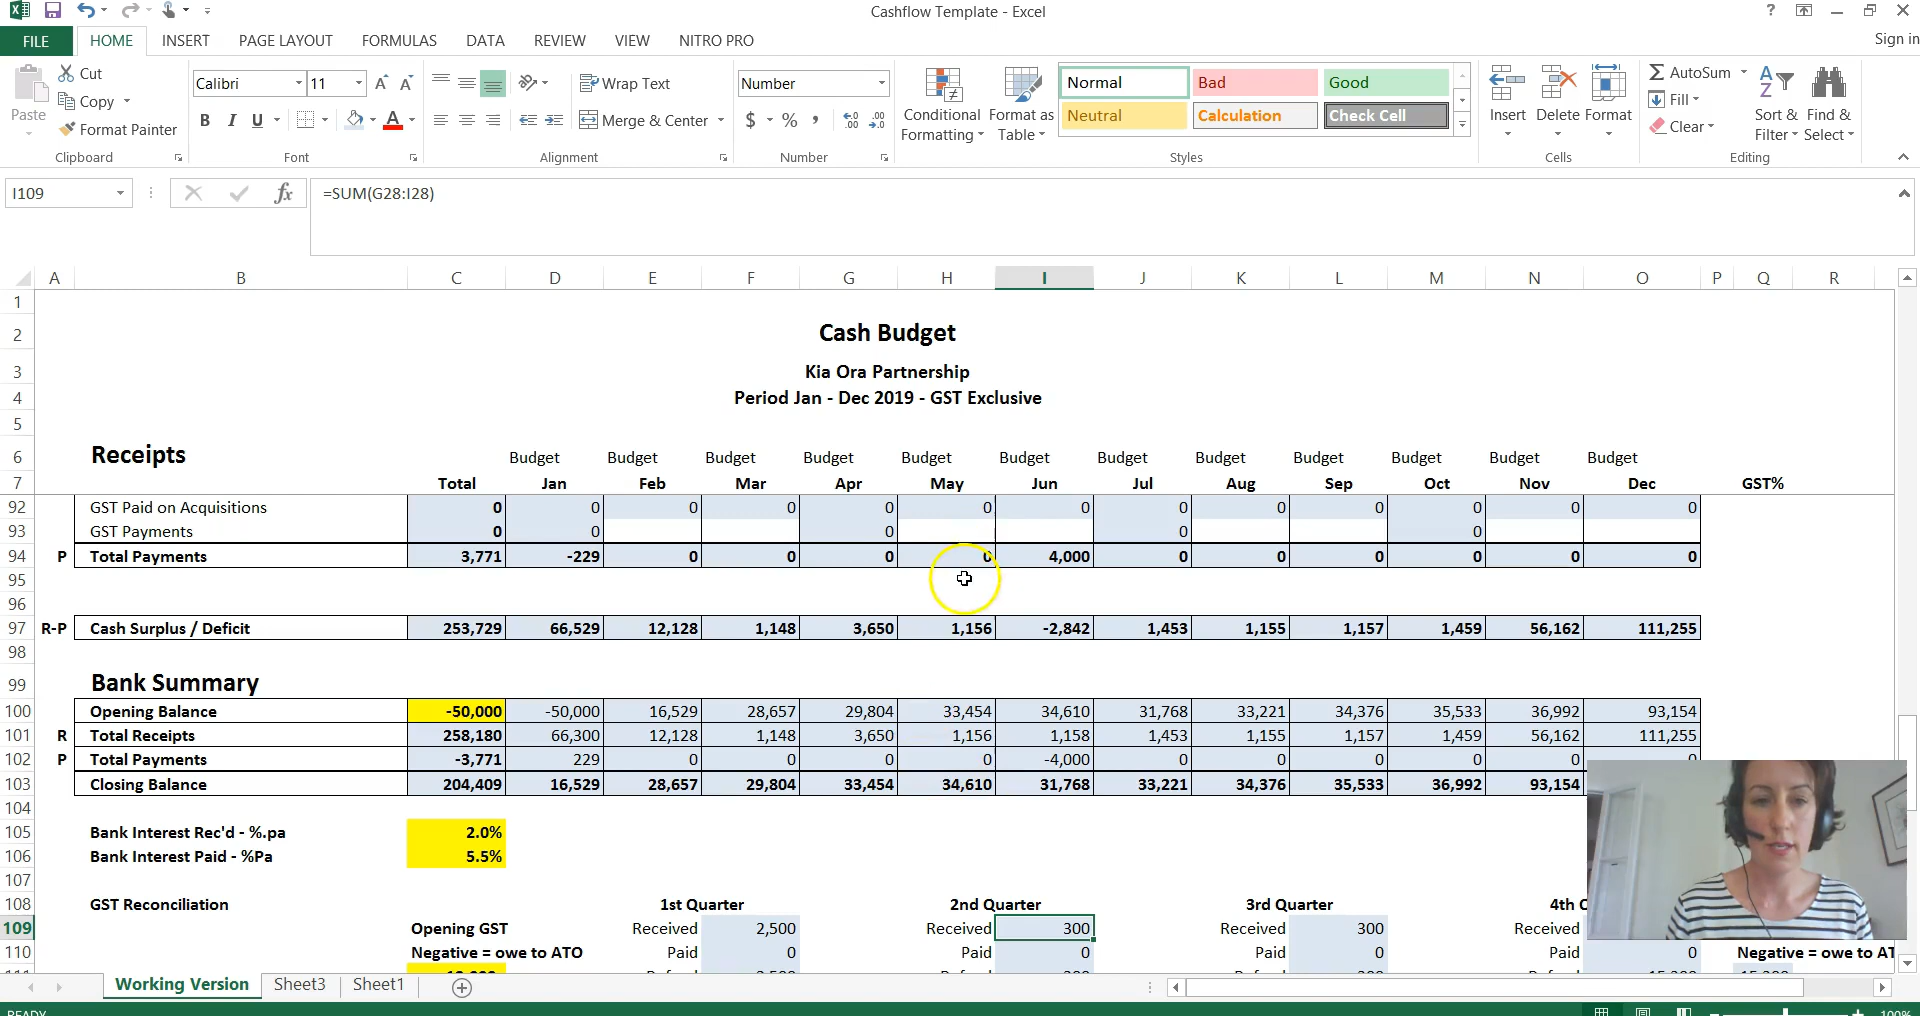 Cashflow Template - Excel
?
Sign in
FILE HOME INSERT PAGE LAYOUT FORMULAS DATA REVIEW VIEW NITRO PRO
Paste
Cut
Copy
Format Painter
Clipboard
Calibri 11
B I U A
Font
Wrap Text
Merge & Center
Alignment
Number
$ % ,
Number
Conditional Formatting
Format as Table
Normal Bad Good
Neutral Calculation Check Cell
Styles
Insert Delete Format
Cells
AutoSum
Fill
Clear
Sort & Filter
Find & Select
Editing
I109 fx =SUM(G28:I28)
A B C D E F G H I J K L M N O P Q R
1
2 Cash Budget
3 Kia Ora Partnership
4 Period Jan - Dec 2019 - GST Exclusive
5
6 Receipts Budget Budget Budget Budget Budget Budget Budget Budget Budget Budget Budget Budget
7 Total Jan Feb Mar Apr May Jun Jul Aug Sep Oct Nov Dec GST%
92 GST Paid on Acquisitions 0 0 0 0 0 0 0 0 0 0 0 0 0
93 GST Payments 0 0 0 0 0
94 P Total Payments 3,771 -229 0 0 0 0 4,000 0 0 0 0 0 0
95
96
97 R-P Cash Surplus / Deficit 253,729 66,529 12,128 1,148 3,650 1,156 -2,842 1,453 1,155 1,157 1,459 56,162 111,255
98
99 Bank Summary
100 Opening Balance -50,000 -50,000 16,529 28,657 29,804 33,454 34,610 31,768 33,221 34,376 35,533 36,992 93,154
101 R Total Receipts 258,180 66,300 12,128 1,148 3,650 1,156 1,158 1,453 1,155 1,157 1,459 56,162 111,255
102 P Total Payments -3,771 229 0 0 0 0 -4,000 0 0 0 0 0 0
103 Closing Balance 204,409 16,529 28,657 29,804 33,454 34,610 31,768 33,221 34,376 35,533 36,992 93,154
104
105 Bank Interest Rec'd - %.pa 2.0%
106 Bank Interest Paid - %Pa 5.5%
107
108 GST Reconciliation 1st Quarter 2nd Quarter 3rd Quarter 4th
109 Opening GST Received 2,500 Received 300 Received 300 Received
110 Negative = owe to ATO Paid 0 Paid 0 Paid 0 Paid 0 Negative = owe to AT
Working Version Sheet3 Sheet1
READY 100%